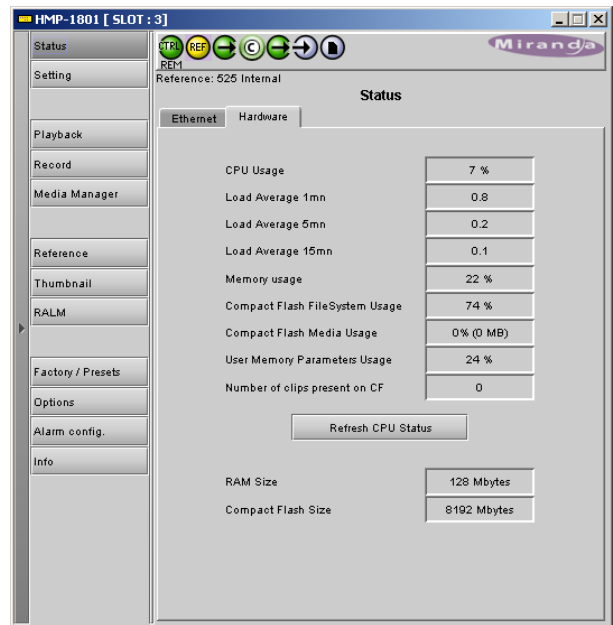 HMP-1801 [ SLOT : 3]
Status
Setting
Playback
Record
Media Manager
Reference
Thumbnail
RALM
Factory / Presets
Options
Alarm config.
Info
CTRL REF C
REM
Miranda
Reference: 525 Internal
Status
Ethernet Hardware
CPU Usage 7 %
Load Average 1mn 0.8
Load Average 5mn 0.2
Load Average 15mn 0.1
Memory usage 22 %
Compact Flash FileSystem Usage 74 %
Compact Flash Media Usage 0% (0 MB)
User Memory Parameters Usage 24 %
Number of clips present on CF 0
Refresh CPU Status
RAM Size 128 Mbytes
Compact Flash Size 8192 Mbytes